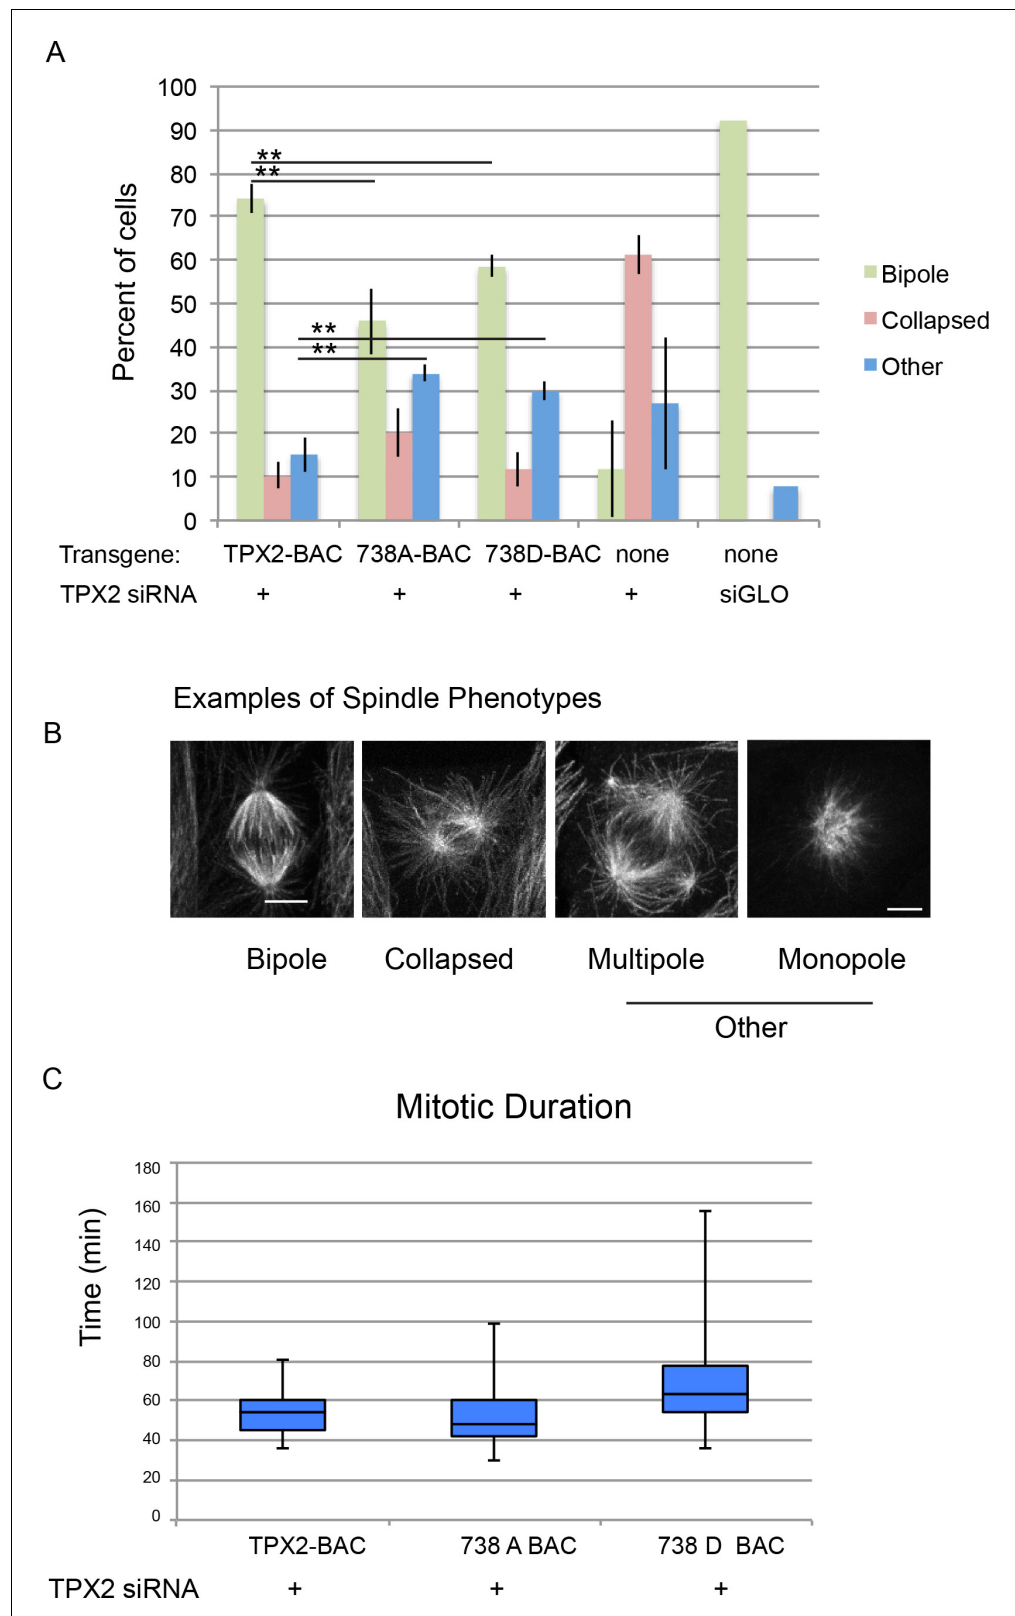 A
100
90
80
70
60
50
40
30
20
10
0
Percent of cells
**
**
**
**
Bipole
Collapsed
Other
Transgene: TPX2-BAC 738A-BAC 738D-BAC none none
TPX2 siRNA + + + + siGLO
Examples of Spindle Phenotypes
B
Bipole Collapsed Multipole Monopole
Other
C
Mitotic Duration
180
160
140
120
100
80
60
40
20
0
Time (min)
TPX2-BAC 738 A BAC 738 D BAC
TPX2 siRNA + + +